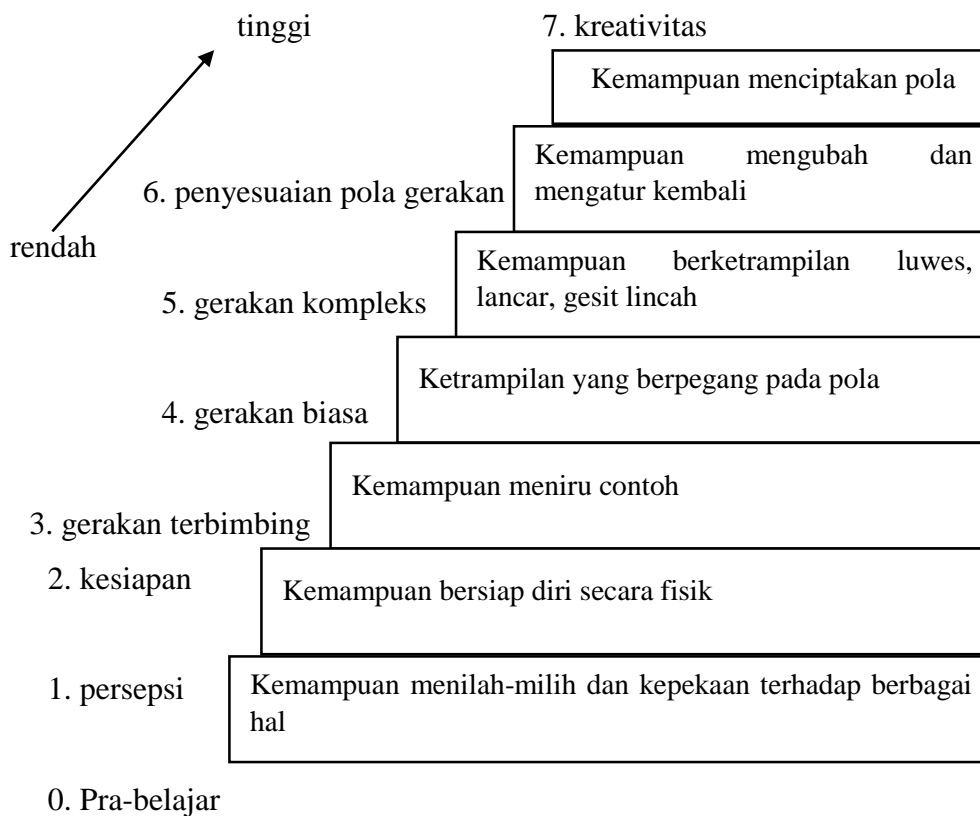 tinggi
7. kreativitas
Kemampuan menciptakan pola
Kemampuan mengubah dan
mengatur kembali
6. penyesuaian pola gerakan
rendah
Kemampuan berketrampilan luwes,
lancar, gesit lincah
5. gerakan kompleks
Ketrampilan yang berpegang pada pola
4. gerakan biasa
Kemampuan meniru contoh
3. gerakan terbimbing
2. kesiapan
Kemampuan bersiap diri secara fisik
1. persepsi
Kemampuan menilah-milih dan kepekaan terhadap berbagai
hal
0. Pra-belajar